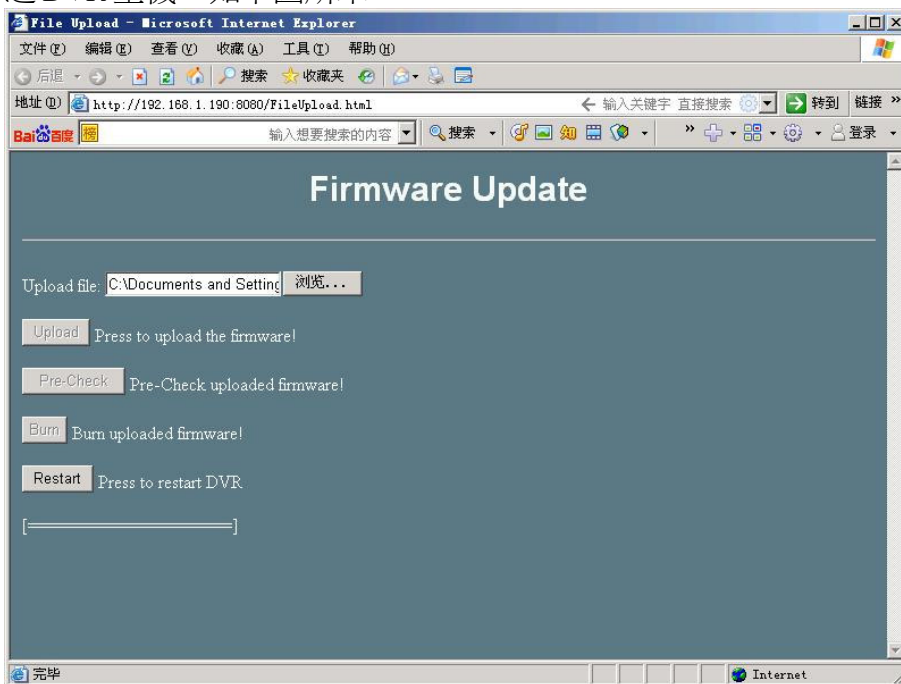 File Upload - Microsoft Internet Explorer
文件(F) 编辑(E) 查看(V) 收藏(A) 工具(T) 帮助(H)
后退 搜索 收藏夹
地址(D) http://192.168.1.190:8080/FileUpload.html 输入关键字 直接搜索 转到 链接 »
Bai百度 输入想要搜索的内容 搜索 » 登录
Firmware Update
Upload file: C:\Documents and Setting 浏览...
Upload Press to upload the firmware!
Pre-Check Pre-Check uploaded firmware!
Burn Burn uploaded firmware!
Restart Press to restart DVR
[====================]
完毕 Internet